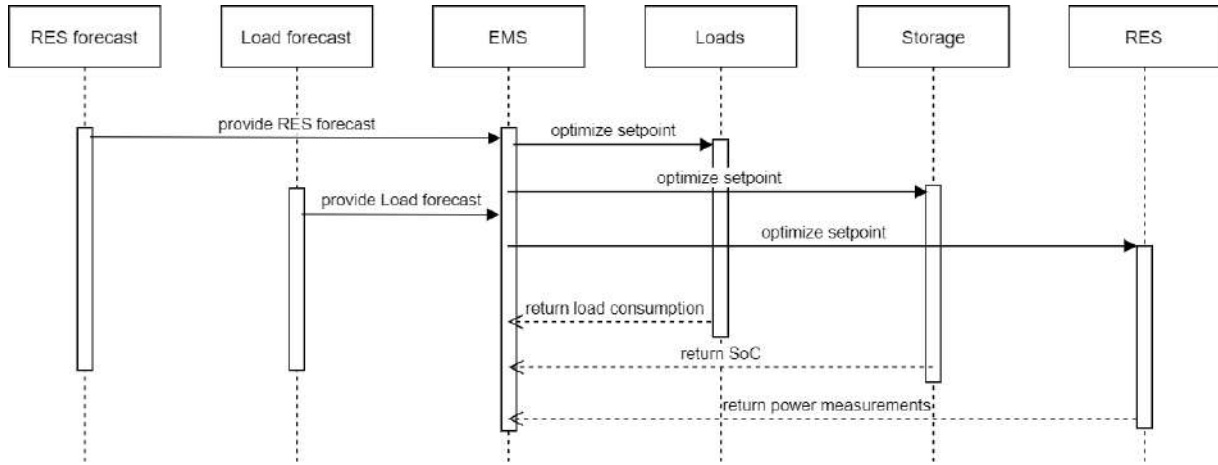 RES forecast
Load forecast
EMS
Loads
Storage
RES
provide RES forecast
optimize setpoint
optimize setpoint
provide Load forecast
optimize setpoint
return load consumption
return SoC
return power measurements